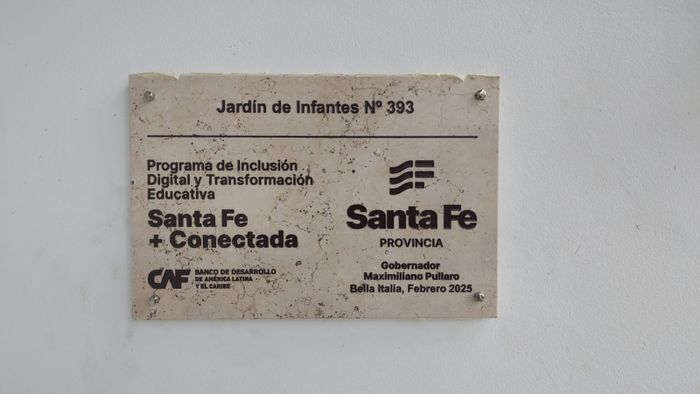 Jardín de Infantes Nº 393
Programa de Inclusión
Digital y Transformación
Educativa
Santa Fe
+ Conectada
CAF BANCO DE DESARROLLO
DE AMÉRICA LATINA
Y EL CARIBE
Santa Fe
PROVINCIA
Gobernador
Maximiliano Pullaro
Bella Italia, Febrero 2025